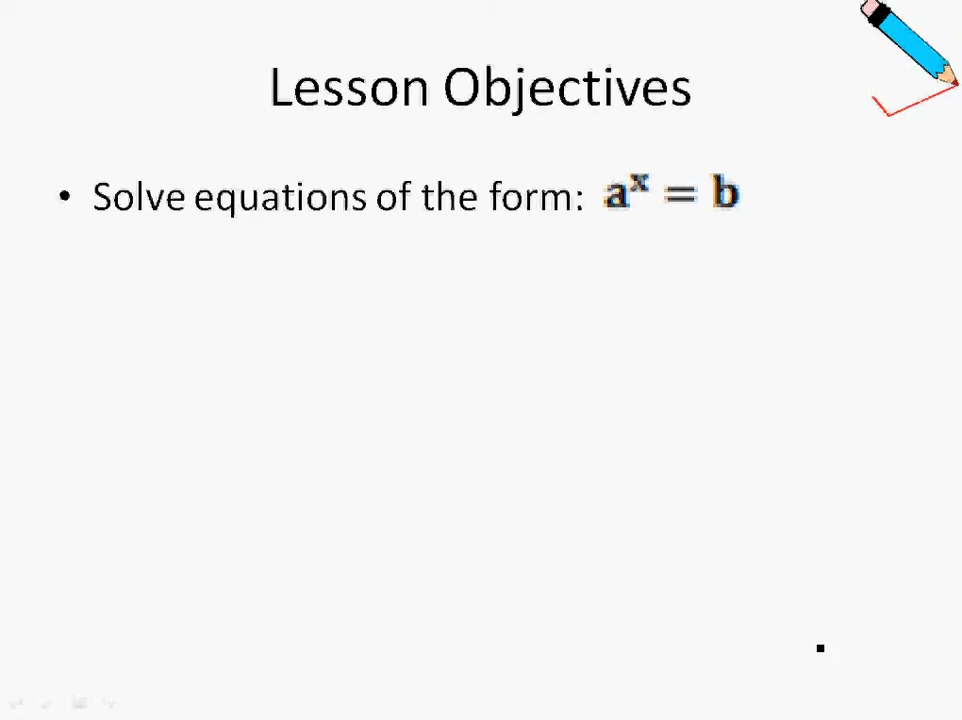 Lesson Objectives
• Solve equations of the form: aˣ = b